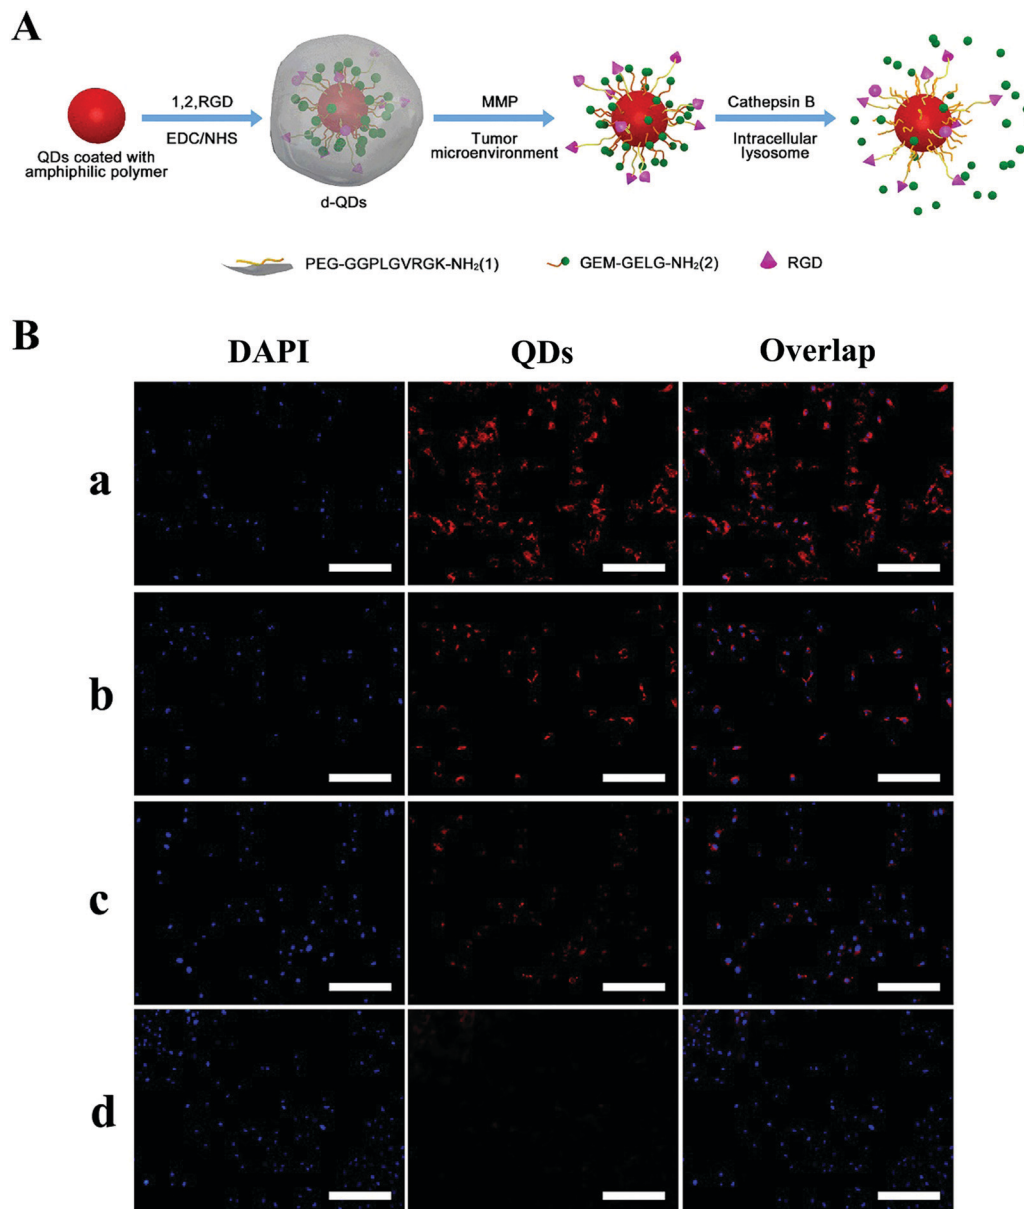 A
QDs coated with
amphiphilic polymer
1,2,RGD
EDC/NHS
d-QDs
MMP
Tumor
microenvironment
Cathepsin B
Intracellular
lysosome
PEG-GGPLGVRGK-NH₂(1)
GEM-GELG-NH₂(2)
RGD
B
DAPI
QDs
Overlap
a
b
c
d